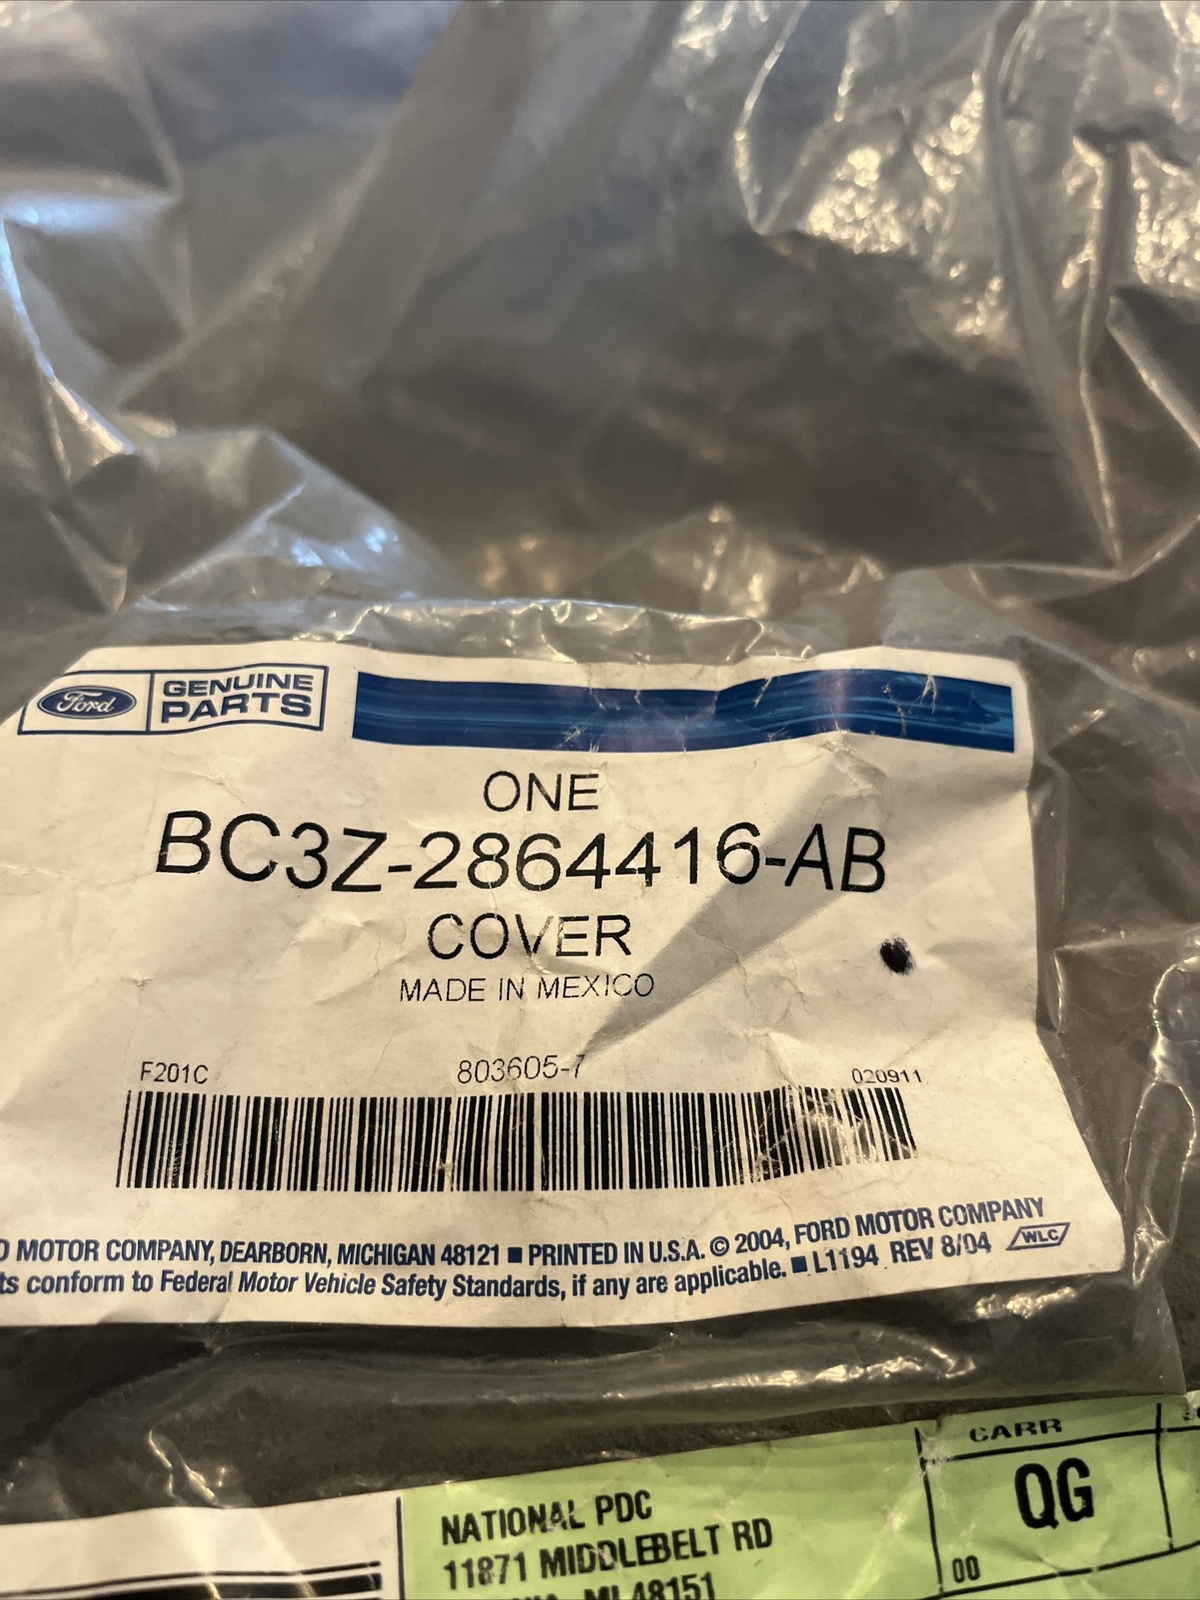 Ford GENUINE PARTS
ONE
BC3Z-2864416-AB
COVER
MADE IN MEXICO
F201C 803605-7 020911
MOTOR COMPANY, DEARBORN, MICHIGAN 48121 ■ PRINTED IN U.S.A. © 2004, FORD MOTOR COMPANY
conform to Federal Motor Vehicle Safety Standards, if any are applicable. ■ L1194 REV 8/04 WLC
CARR
QG
00
NATIONAL PDC
11871 MIDDLEBELT RD
MI 48151